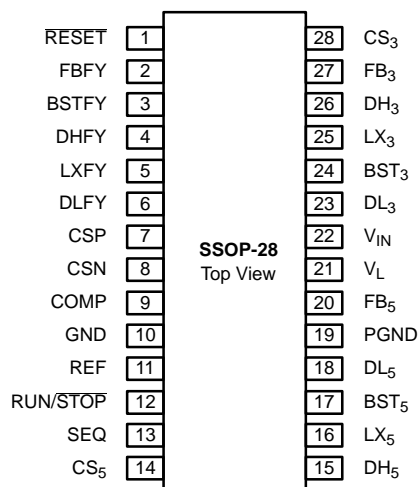 RESET 1 28 CS3
FBFY 2 27 FB3
BSTFY 3 26 DH3
DHFY 4 25 LX3
LXFY 5 24 BST3
DLFY 6 23 DL3
CSP 7 22 VIN
SSOP-28
CSN 8 21 VL
Top View
COMP 9 20 FB5
GND 10 19 PGND
REF 11 18 DL5
RUN/STOP 12 17 BST5
SEQ 13 16 LX5
CS5 14 15 DH5